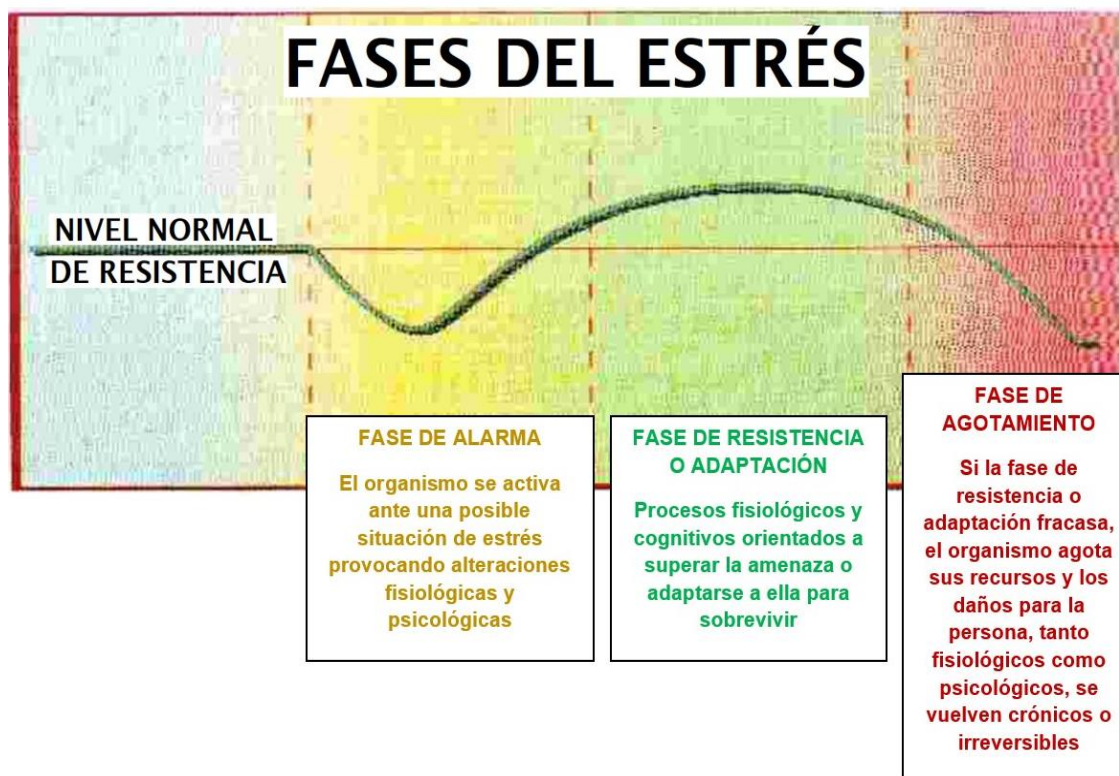 FASES DEL ESTRÉS
NIVEL NORMAL
DE RESISTENCIA
FASE DE ALARMA
El organismo se activa
ante una posible
situación de estrés
provocando alteraciones
fisiológicas y
psicológicas
FASE DE RESISTENCIA
O ADAPTACIÓN
Procesos fisiológicos y
cognitivos orientados a
superar la amenaza o
adaptarse a ella para
sobrevivir
FASE DE
AGOTAMIENTO
Si la fase de
resistencia o
adaptación fracasa,
el organismo agota
sus recursos y los
daños para la
persona, tanto
fisiológicos como
psicológicos, se
vuelven crónicos o
irreversibles